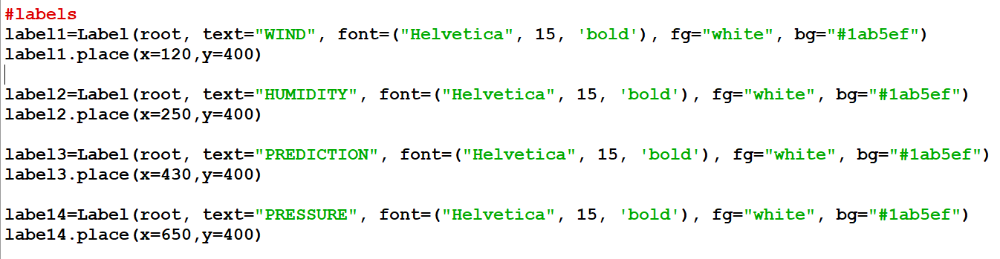 #labels
label1=Label(root, text="WIND", font=("Helvetica", 15, 'bold'), fg="white", bg="#1ab5ef")
label1.place(x=120,y=400)
label2=Label(root, text="HUMIDITY", font=("Helvetica", 15, 'bold'), fg="white", bg="#1ab5ef")
label2.place(x=250,y=400)
label3=Label(root, text="PREDICTION", font=("Helvetica", 15, 'bold'), fg="white", bg="#1ab5ef")
label3.place(x=430,y=400)
labe14=Label(root, text="PRESSURE", font=("Helvetica", 15, 'bold'), fg="white", bg="#1ab5ef")
labe14.place(x=650,y=400)